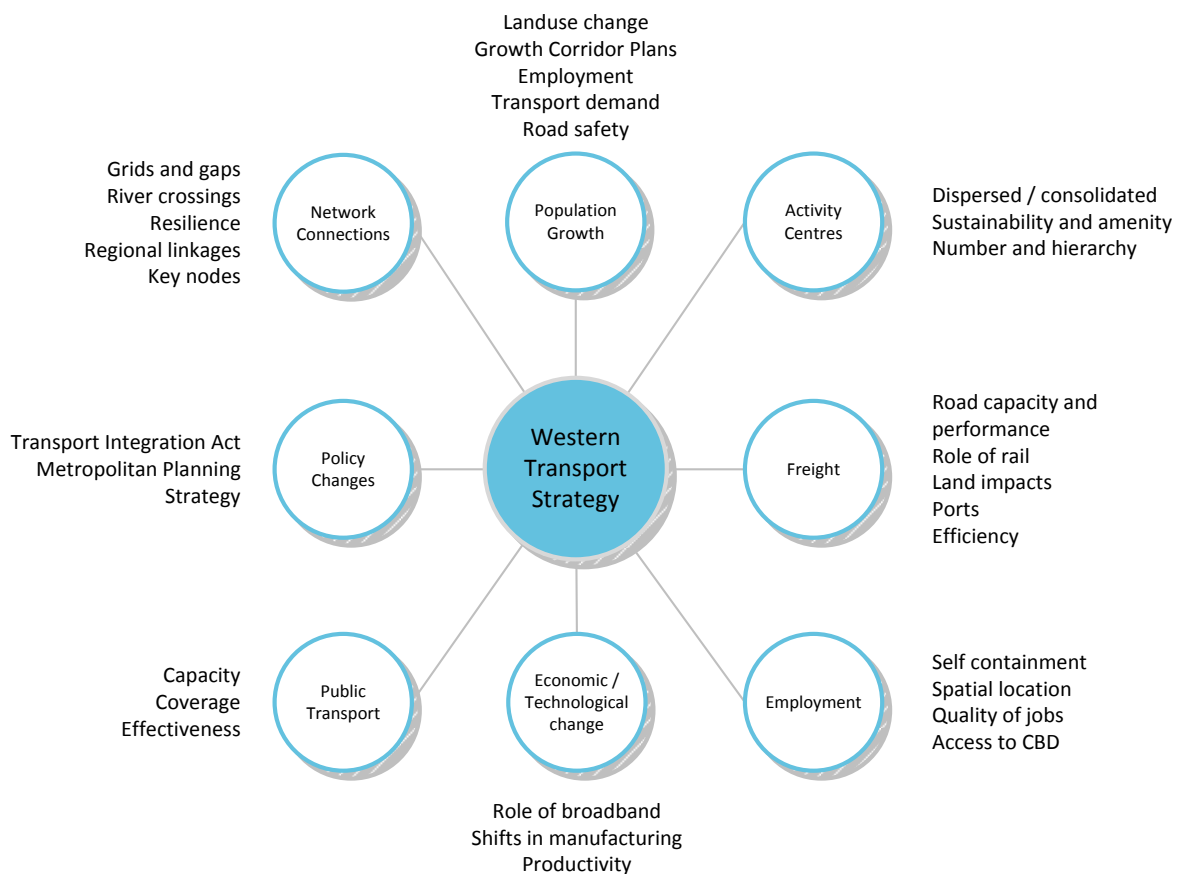 Landuse change
Growth Corridor Plans
Employment
Transport demand
Road safety
Grids and gaps
River crossings
Resilience
Regional linkages
Key nodes
Network
Connections
Population
Growth
Activity
Centres
Dispersed / consolidated
Sustainability and amenity
Number and hierarchy
Transport Integration Act
Metropolitan Planning
Strategy
Policy
Changes
Western
Transport
Strategy
Freight
Road capacity and
performance
Role of rail
Land impacts
Ports
Efficiency
Capacity
Coverage
Effectiveness
Public
Transport
Economic /
Technological
change
Employment
Self containment
Spatial location
Quality of jobs
Access to CBD
Role of broadband
Shifts in manufacturing
Productivity